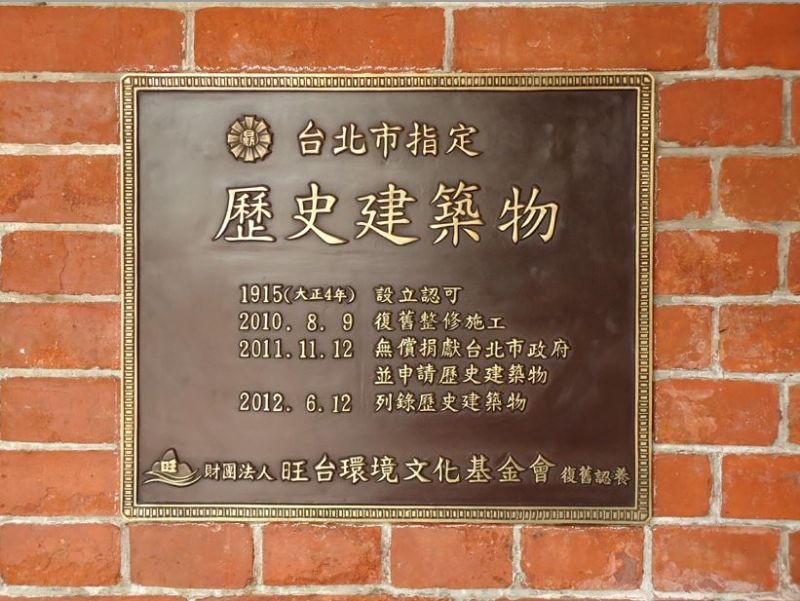 台北市指定
歷史建築物
1915(大正4年) 設立認可
2010. 8. 9 復舊整修施工
2011.11.12 無償捐獻台北市政府
並申請歷史建築物
2012. 6.12 列錄歷史建築物
旺 財團法人 旺台環境文化基金會 復舊認養